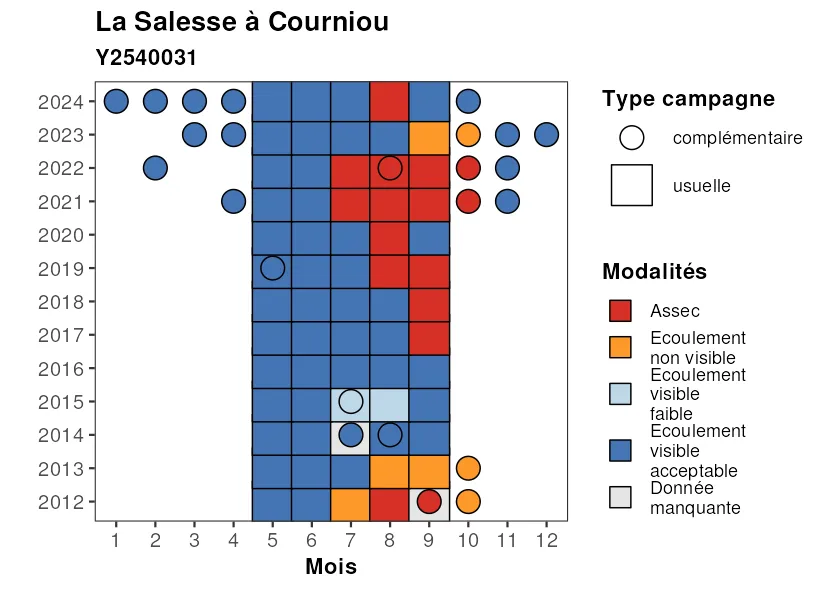 La Salesse à Courniou
Y2540031
2024
2023
2022
2021
2020
2019
2018
2017
2016
2015
2014
2013
2012
1 2 3 4 5 6 7 8 9 10 11 12
Mois
Type campagne
complémentaire
usuelle
Modalités
Assec
Ecoulement
non visible
Ecoulement
visible
faible
Ecoulement
visible
acceptable
Donnée
manquante